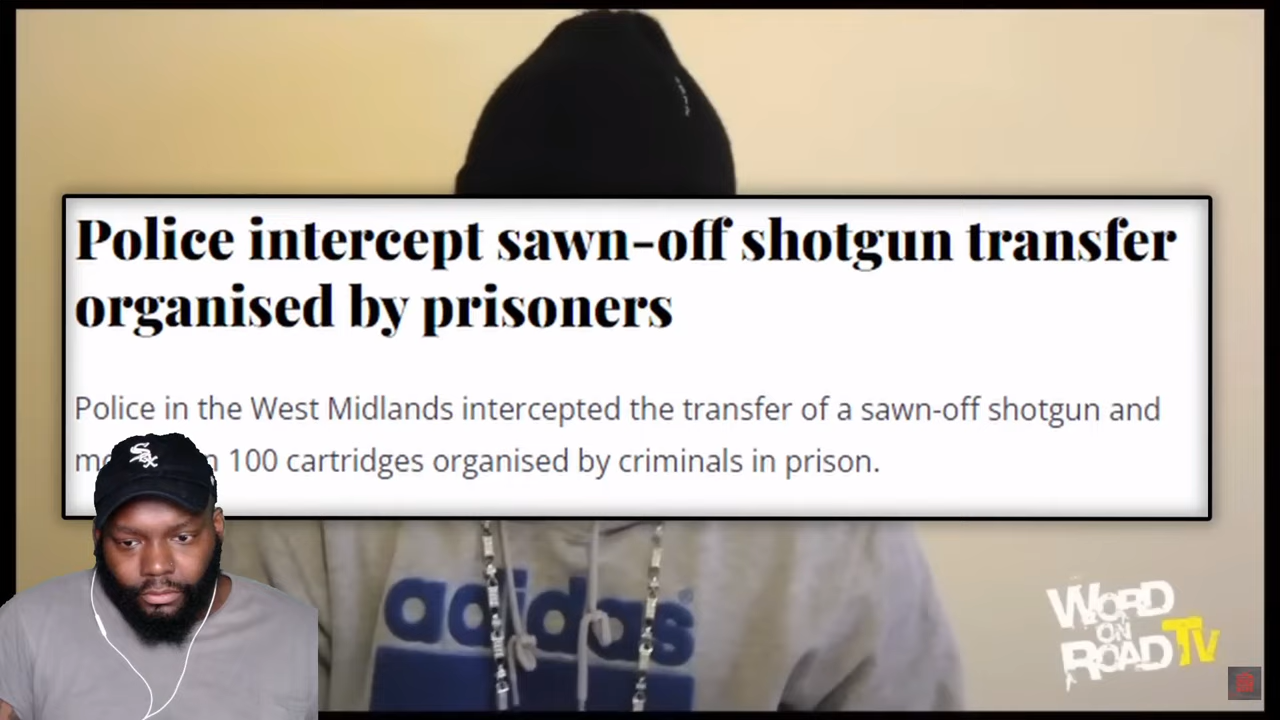 Police intercept sawn-off shotgun transfer
organised by prisoners
Police in the West Midlands intercepted the transfer of a sawn-off shotgun and
100 cartridges organised by criminals in prison.
Sox
adidas
WORD
ON
ROAD TV